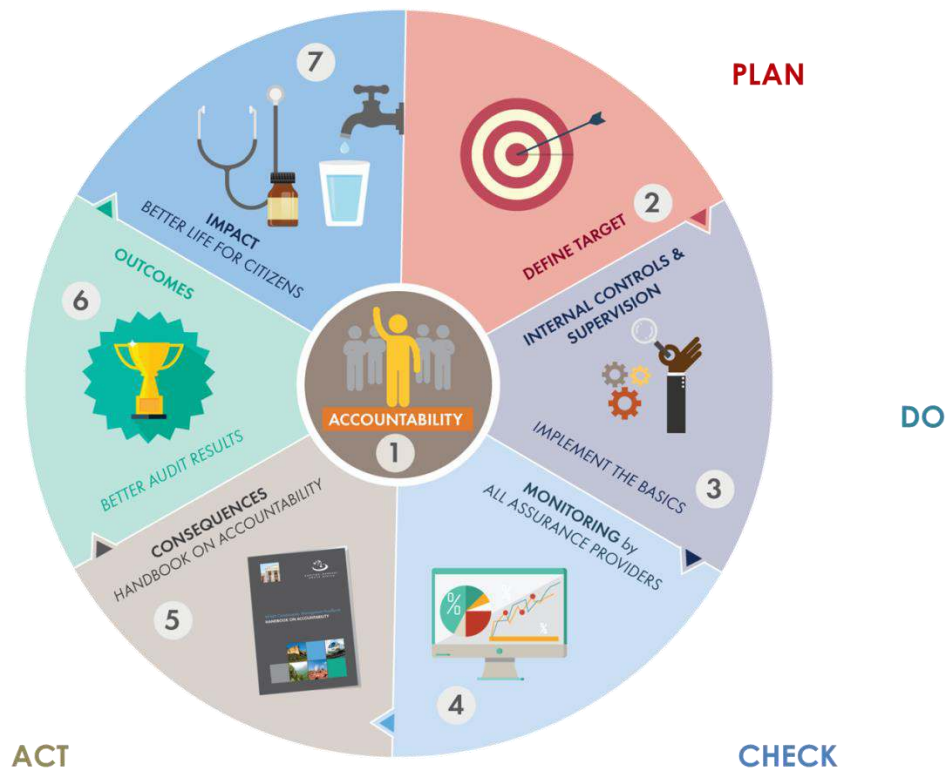 PLAN
DO
CHECK
ACT
ACCOUNTABILITY
1
2
DEFINE TARGET
INTERNAL CONTROLS &
SUPERVISION
IMPLEMENT THE BASICS
3
MONITORING by
ALL ASSURANCE PROVIDERS
%
4
CONSEQUENCES
HANDBOOK ON ACCOUNTABILITY
HANDBOOK ON ACCOUNTABILITY
5
OUTCOMES
6
BETTER AUDIT RESULTS
7
IMPACT
BETTER LIFE FOR CITIZENS